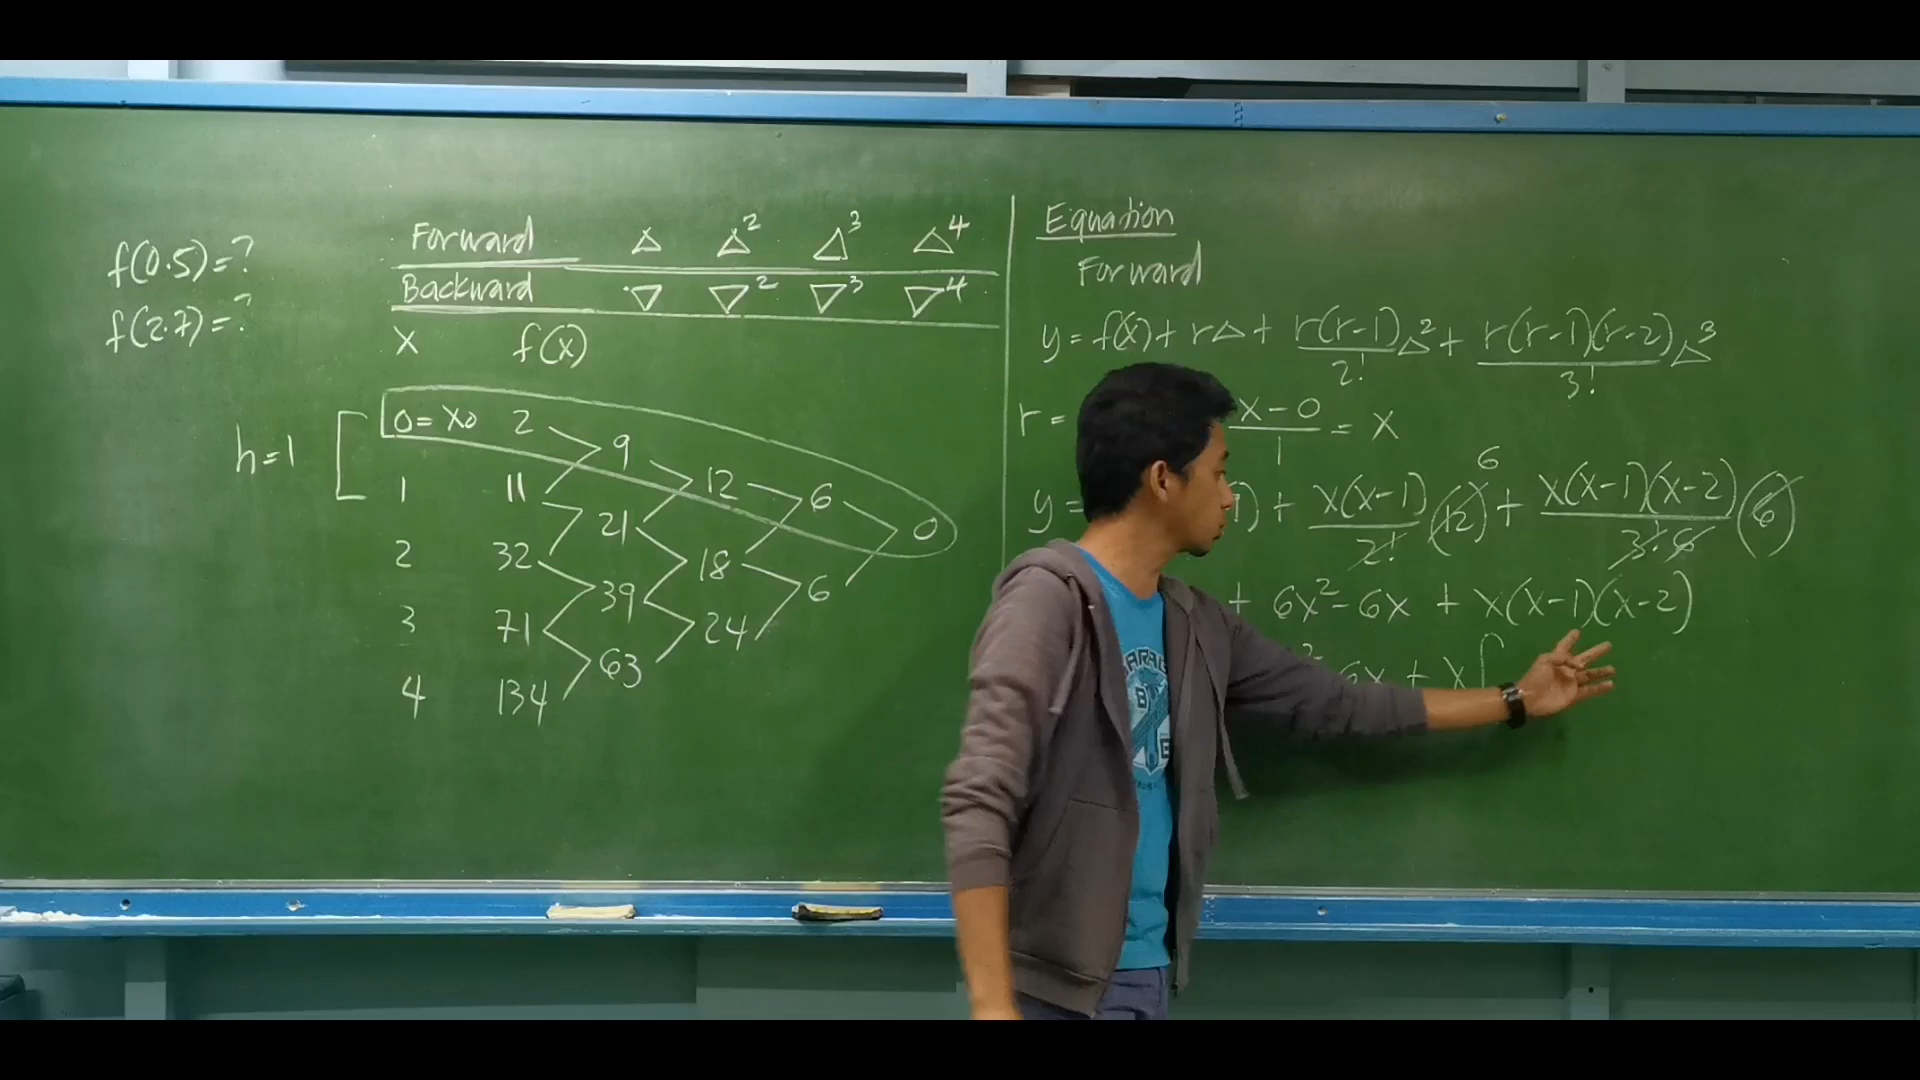 f(0.5)=?
f(2.7)=?
Forward △ △² △³ △⁴
Backward ▽ ▽² ▽³ ▽⁴
x f(x)
h=1
0=x₀ 2
9
1 11 12 6
21 0
2 32 18
39 6
3 71 24
63
4 134
Equation
Forward
y = f(x) + r△ + r(r-1)/2! △² + r(r-1)(r-2)/3! △³
r = x-0/1 = x
6
y = ) + x(x-1)/2! (12) + x(x-1)(x-2)/3! 6 (6)
+ 6x² - 6x + x(x-1)(x-2)
6x + x[